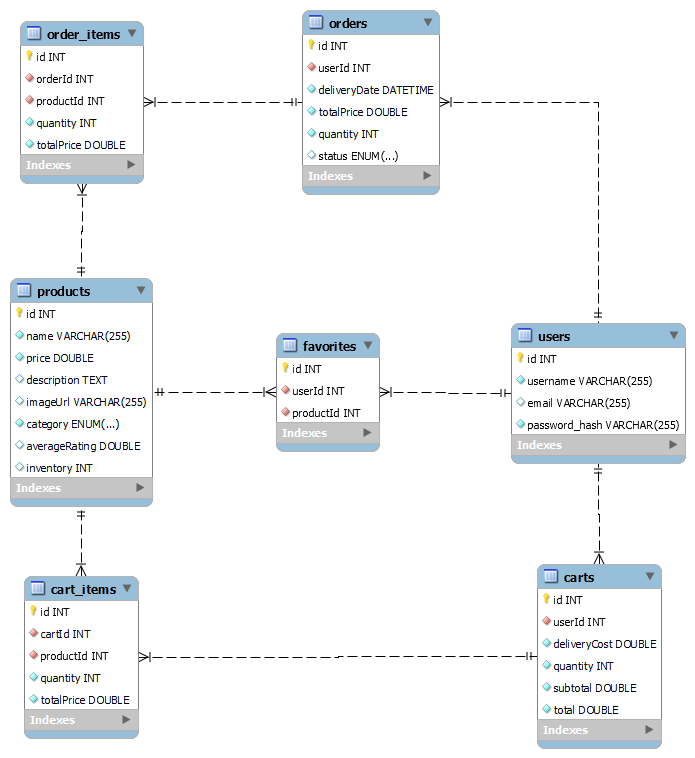 order_items
id INT
orderId INT
productId INT
quantity INT
totalPrice DOUBLE
Indexes
orders
id INT
userId INT
deliveryDate DATETIME
totalPrice DOUBLE
quantity INT
status ENUM(...)
Indexes
products
id INT
name VARCHAR(255)
price DOUBLE
description TEXT
imageUrl VARCHAR(255)
category ENUM(...)
averageRating DOUBLE
inventory INT
Indexes
favorites
id INT
userId INT
productId INT
Indexes
users
id INT
username VARCHAR(255)
email VARCHAR(255)
password_hash VARCHAR(255)
Indexes
cart_items
id INT
cartId INT
productId INT
quantity INT
totalPrice DOUBLE
Indexes
carts
id INT
userId INT
deliveryCost DOUBLE
quantity INT
subtotal DOUBLE
total DOUBLE
Indexes